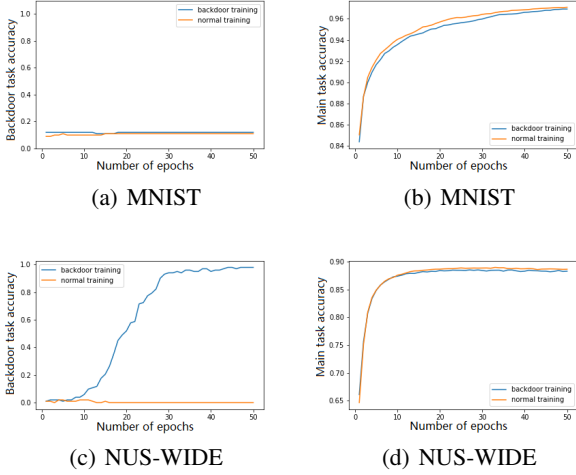 backdoor training
normal training
Backdoor task accuracy
1.0
0.8
0.6
0.4
0.2
0.0
0 10 20 30 40 50
Number of epochs
(a) MNIST
Main task accuracy
0.96
0.94
0.92
0.90
0.88
0.86
0.84
backdoor training
normal training
0 10 20 30 40 50
Number of epochs
(b) MNIST
backdoor training
normal training
Backdoor task accuracy
1.0
0.8
0.6
0.4
0.2
0.0
0 10 20 30 40 50
Number of epochs
(c) NUS-WIDE
Main task accuracy
0.90
0.85
0.80
0.75
0.70
0.65
backdoor training
normal training
0 10 20 30 40 50
Number of epochs
(d) NUS-WIDE